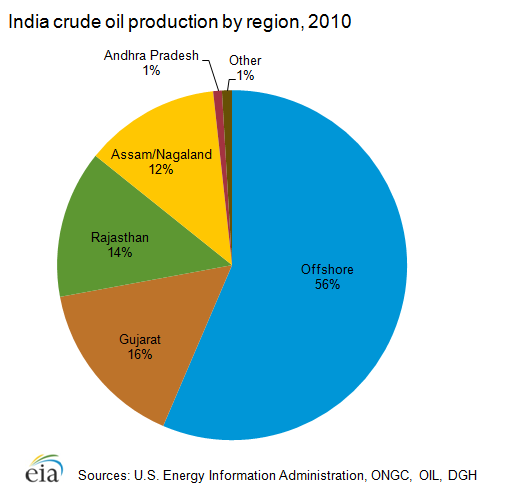 India crude oil production by region, 2010
Andhra Pradesh
1%
Other
1%
Assam/Nagaland
12%
Rajasthan
14%
Offshore
56%
Gujarat
16%
eia
Sources: U.S. Energy Information Administration, ONGC, OIL, DGH